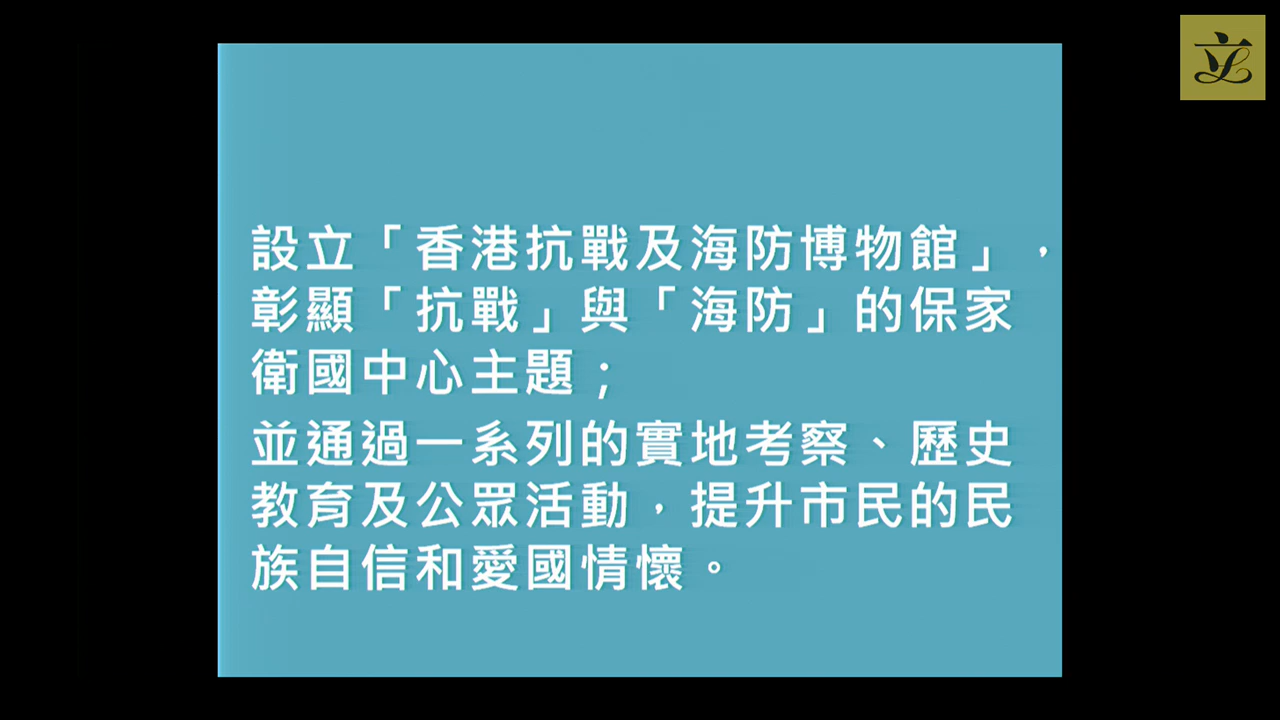 設立「香港抗戰及海防博物館」，
彰顯「抗戰」與「海防」的保家
衛國中心主題；
並通過一系列的實地考察、歷史
教育及公眾活動，提升市民的民
族自信和愛國情懷。
立